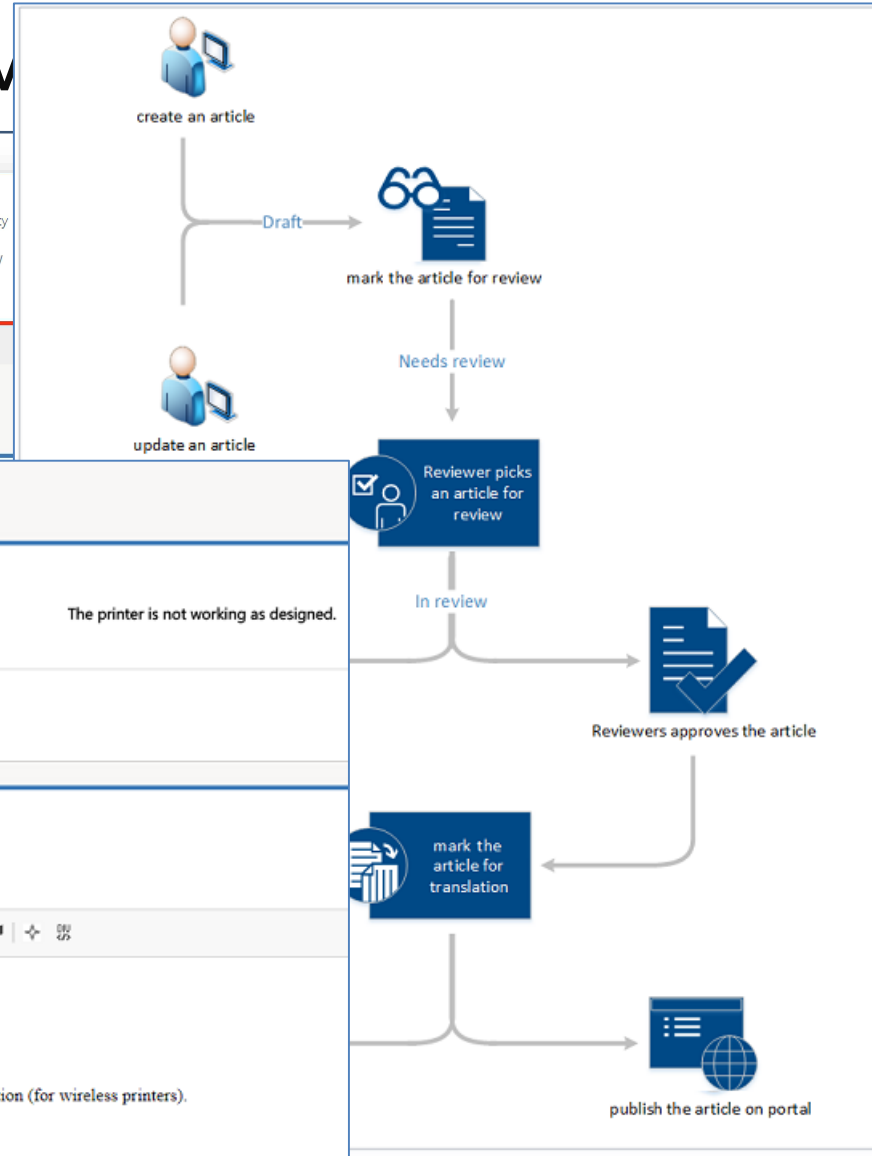 create an article
Draft
mark the article for review
Needs review
update an article
Reviewer picks
an article for
review
In review
The printer is not working as designed.
Reviewers approves the article
mark the
article for
translation
(for wireless printers).
publish the article on portal